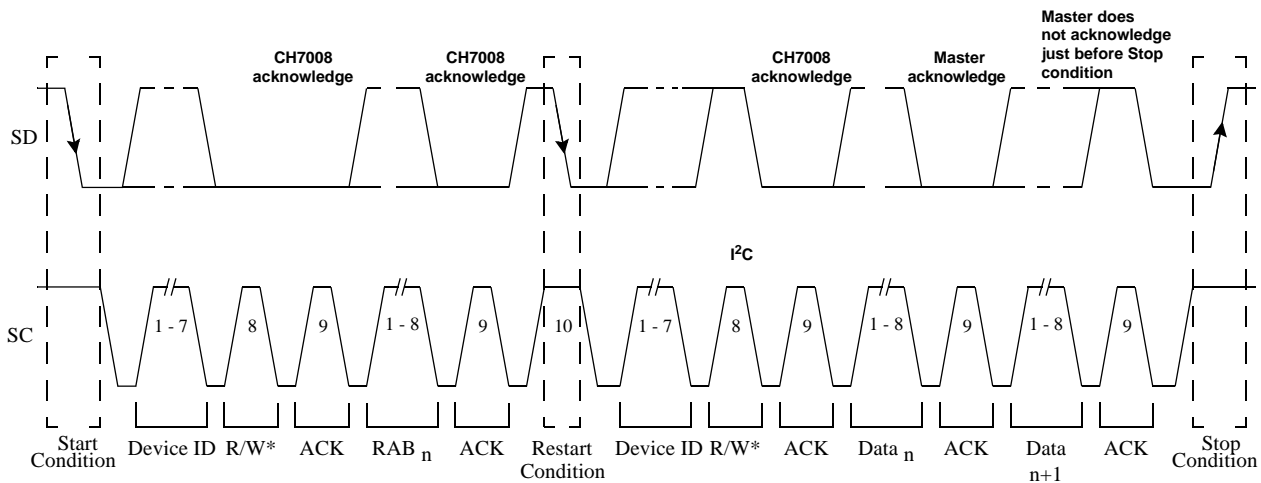 Master does
not acknowledge
just before Stop
condition
CH7008
acknowledge
CH7008
acknowledge
CH7008
acknowledge
Master
acknowledge
SD
I²C
SC
1 - 7
8
9
1 - 8
9
10
1 - 7
8
9
1 - 8
9
1 - 8
9
Start
Condition
Device ID
R/W*
ACK
RAB n
ACK
Restart
Condition
Device ID
R/W*
ACK
Data n
ACK
Data
n+1
ACK
Stop
Condition